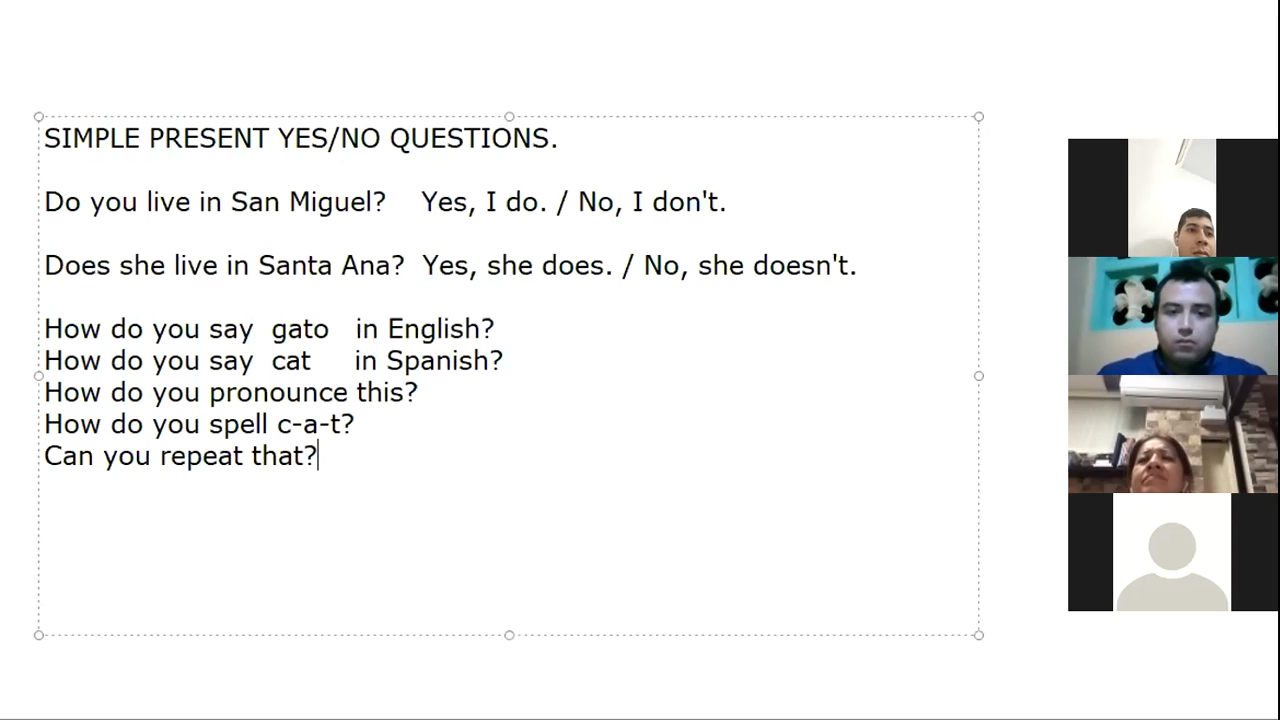 SIMPLE PRESENT YES/NO QUESTIONS.
Do you live in San Miguel? Yes, I do. / No, I don't.
Does she live in Santa Ana? Yes, she does. / No, she doesn't.
How do you say gato in English?
How do you say cat in Spanish?
How do you pronounce this?
How do you spell c-a-t?
Can you repeat that?